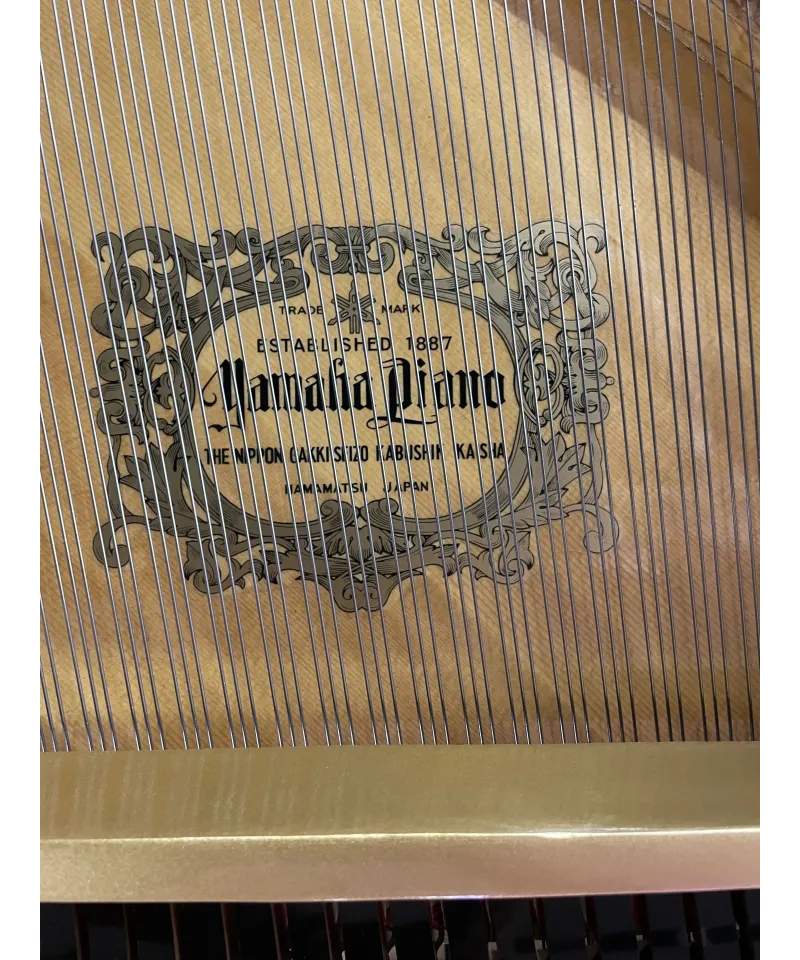 TRADE MARK
ESTABLISHED 1887
Yamaha Piano
THE NIPPON GAKKI SEIZO KABUSHIKI KAISHA
HAMAMATSU JAPAN